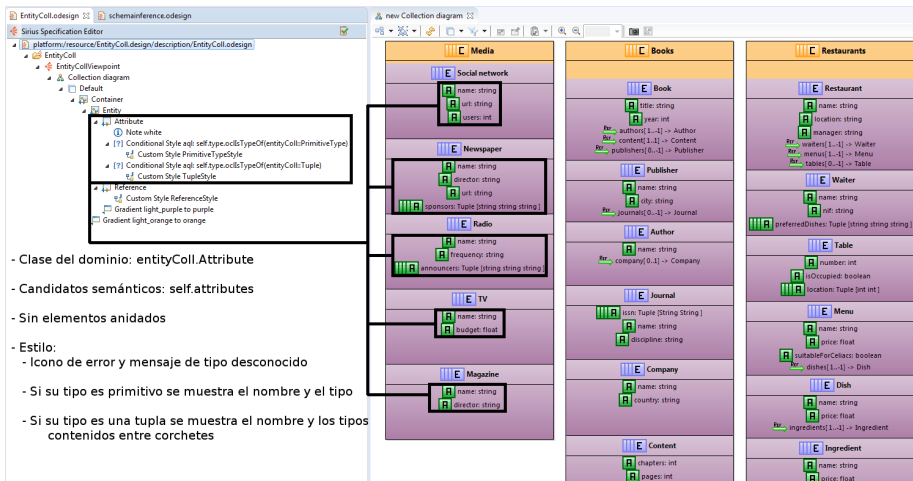 EntityColl.odesign
schemainference.odesign
Sirius Specification Editor
platform:/resource/EntityColl.design/description/EntityColl.odesign
EntityColl
EntityCollViewpoint
Collection diagram
Default
Container
Entity
Attribute
Note white
[?] Conditional Style aql: self.type.oclIsTypeOf(entityColl::PrimitiveType)
Custom Style PrimitiveTypeStyle
[?] Conditional Style aql: self.type.oclIsTypeOf(entityColl::Tuple)
Custom Style TupleStyle
Reference
Custom Style ReferenceStyle
Gradient light_purple to purple
Gradient light_orange to orange
- Clase del dominio: entityColl.Attribute
- Candidatos semánticos: self.attributes
- Sin elementos anidados
- Estilo:
- Icono de error y mensaje de tipo desconocido
- Si su tipo es primitivo se muestra el nombre y el tipo
- Si su tipo es una tupla se muestra el nombre y los tipos
contenidos entre corchetes
new Collection diagram
E Media
E Social network
A name: string
A url: string
A users: int
E Newspaper
A name: string
A director: string
A url: string
A sponsors: Tuple [string string string ]
E Radio
A name: string
A frequency: string
A announcers: Tuple [string string string ]
E TV
A name: string
A budget: float
E Magazine
A name: string
A director: string
E Books
E Book
A title: string
A year: int
Ref authors[1..-1] -> Author
Ref content[1..-1] -> Content
Ref publishers[0..-1] -> Publisher
E Publisher
A name: string
A city: string
Ref journals[0..-1] -> Journal
E Author
A name: string
Ref company[0..1] -> Company
E Journal
A issn: Tuple [String String ]
A name: string
A discipline: string
E Company
A name: string
A country: string
E Content
A chapters: int
A pages: int
E Restaurants
E Restaurant
A name: string
A location: string
A manager: string
Ref waiters[1..-1] -> Waiter
Ref menus[1..-1] -> Menu
Ref tables[0..-1] -> Table
E Waiter
A name: string
A nif: string
A preferredDishes: Tuple [string string string ]
E Table
A number: int
A isOccupied: boolean
A location: Tuple [int int ]
E Menu
A name: string
A price: float
A suitableForCeliacs: boolean
Ref dishes[1..-1] -> Dish
E Dish
A name: string
A price: float
Ref ingredients[1..-1] -> Ingredient
E Ingredient
A name: string
A price: float